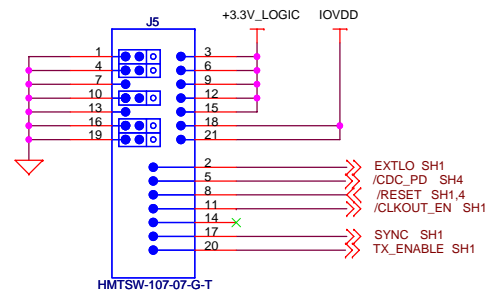 +3.3V_LOGIC IOVDD
J5
1 3
4 6
7 9
10 12
13 15
16 18
19 21
2 EXTLO SH1
5 /CDC_PD SH4
8 /RESET SH1,4
11 /CLKOUT_EN SH1
14
17 SYNC SH1
20 TX_ENABLE SH1
HMTSW-107-07-G-T